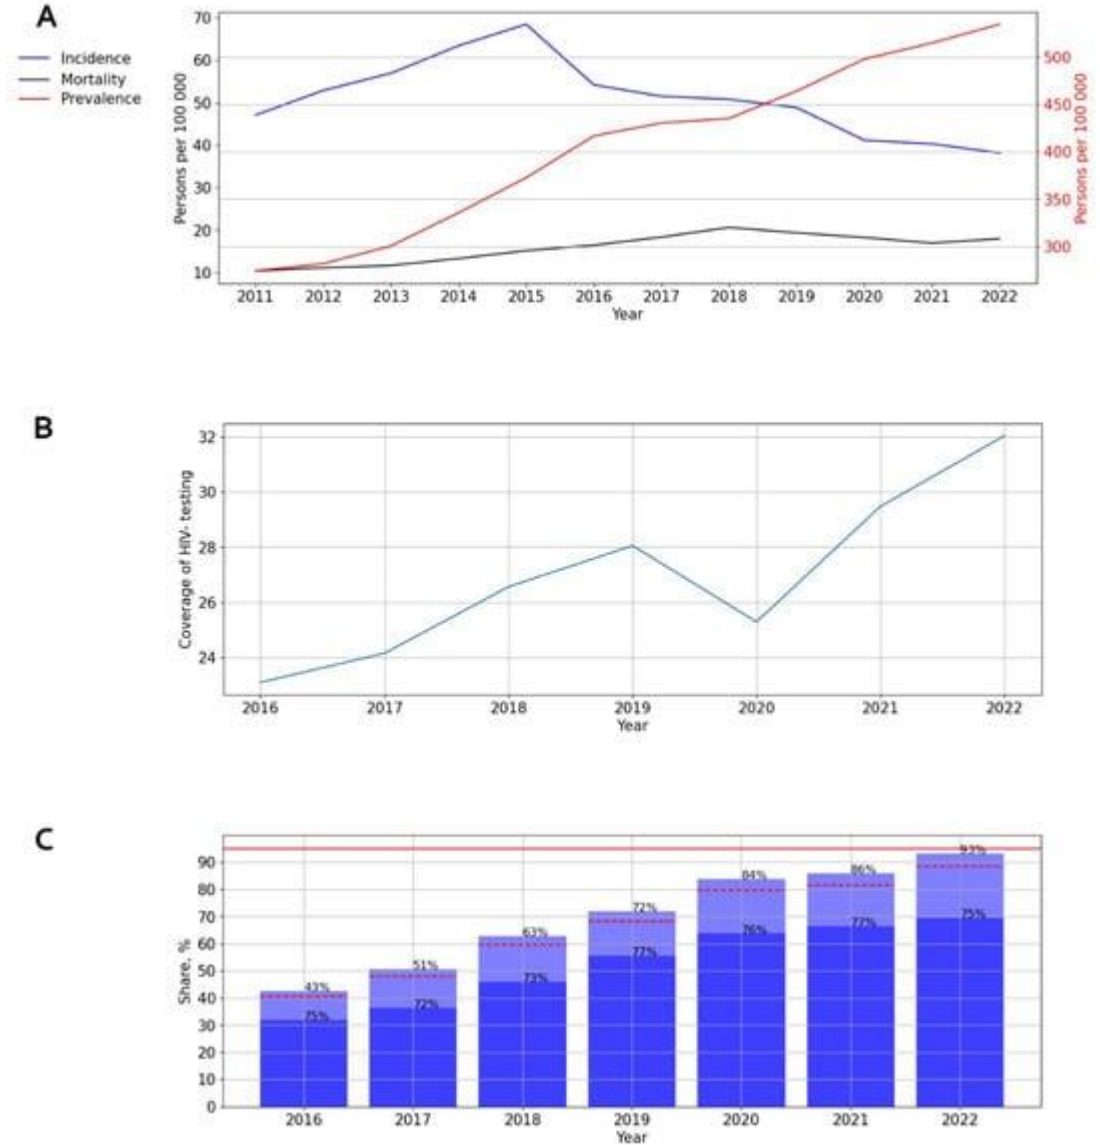 A
Incidence
Mortality
Prevalence
Persons per 100 000
70
60
50
40
30
20
10
500
450
400
350
300
Persons per 100 000
2011 2012 2013 2014 2015 2016 2017 2018 2019 2020 2021 2022
Year
B
Coverage of HIV- testing
32
30
28
26
24
2016 2017 2018 2019 2020 2021 2022
Year
C
Share, %
90
80
70
60
50
40
30
20
10
0
43% 51% 63% 72% 84% 86% 93%
75% 72% 73% 77% 76% 77% 75%
2016 2017 2018 2019 2020 2021 2022
Year